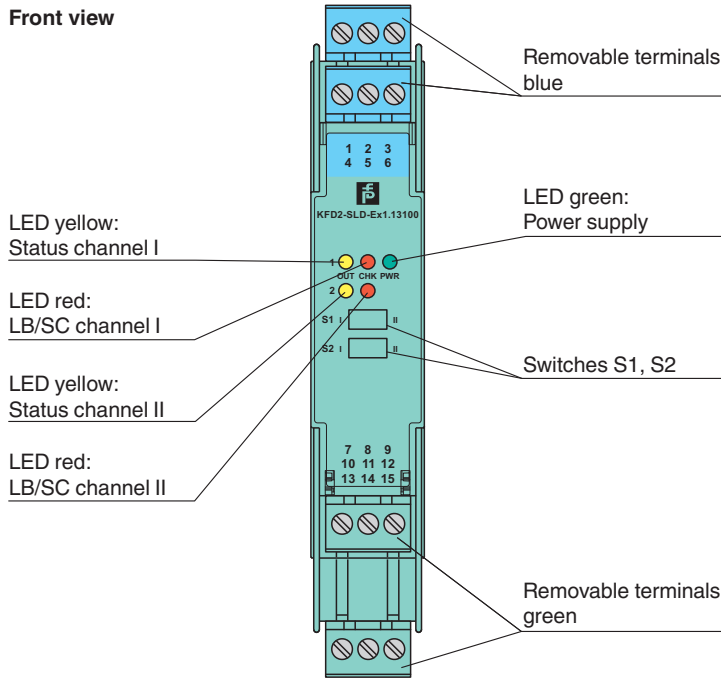 Front view
Removable terminals
blue
1 2 3
4 5 6
KFD2-SLD-Ex1.13100
LED green:
Power supply
LED yellow:
Status channel I
1
OUT CHK PWR
2
LED red:
LB/SC channel I
S1 I II
S2 I II
Switches S1, S2
LED yellow:
Status channel II
LED red:
LB/SC channel II
7 8 9
10 11 12
13 14 15
Removable terminals
green